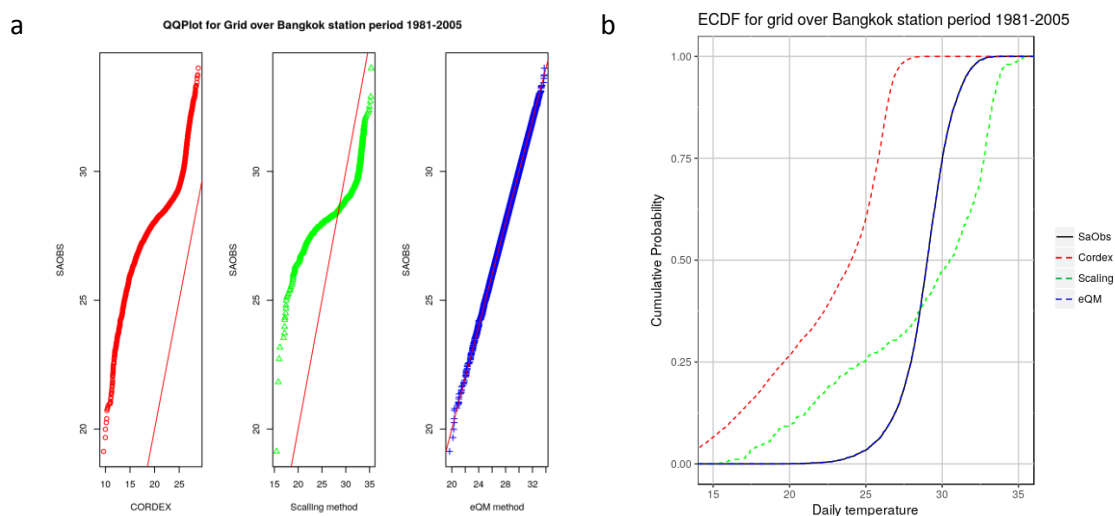 a
QQPlot for Grid over Bangkok station period 1981-2005
SAOBS
20
25
30
10 15 20 25
CORDEX
SAOBS
20
25
30
15 20 25 30 35
Scalling method
SAOBS
20
25
30
20 22 24 26 28 30 32
eQM method
b
ECDF for grid over Bangkok station period 1981-2005
Cumulative Probability
1.00
0.75
0.50
0.25
0.00
15 20 25 30 35
Daily temperature
SaObs
Cordex
Scaling
eQM